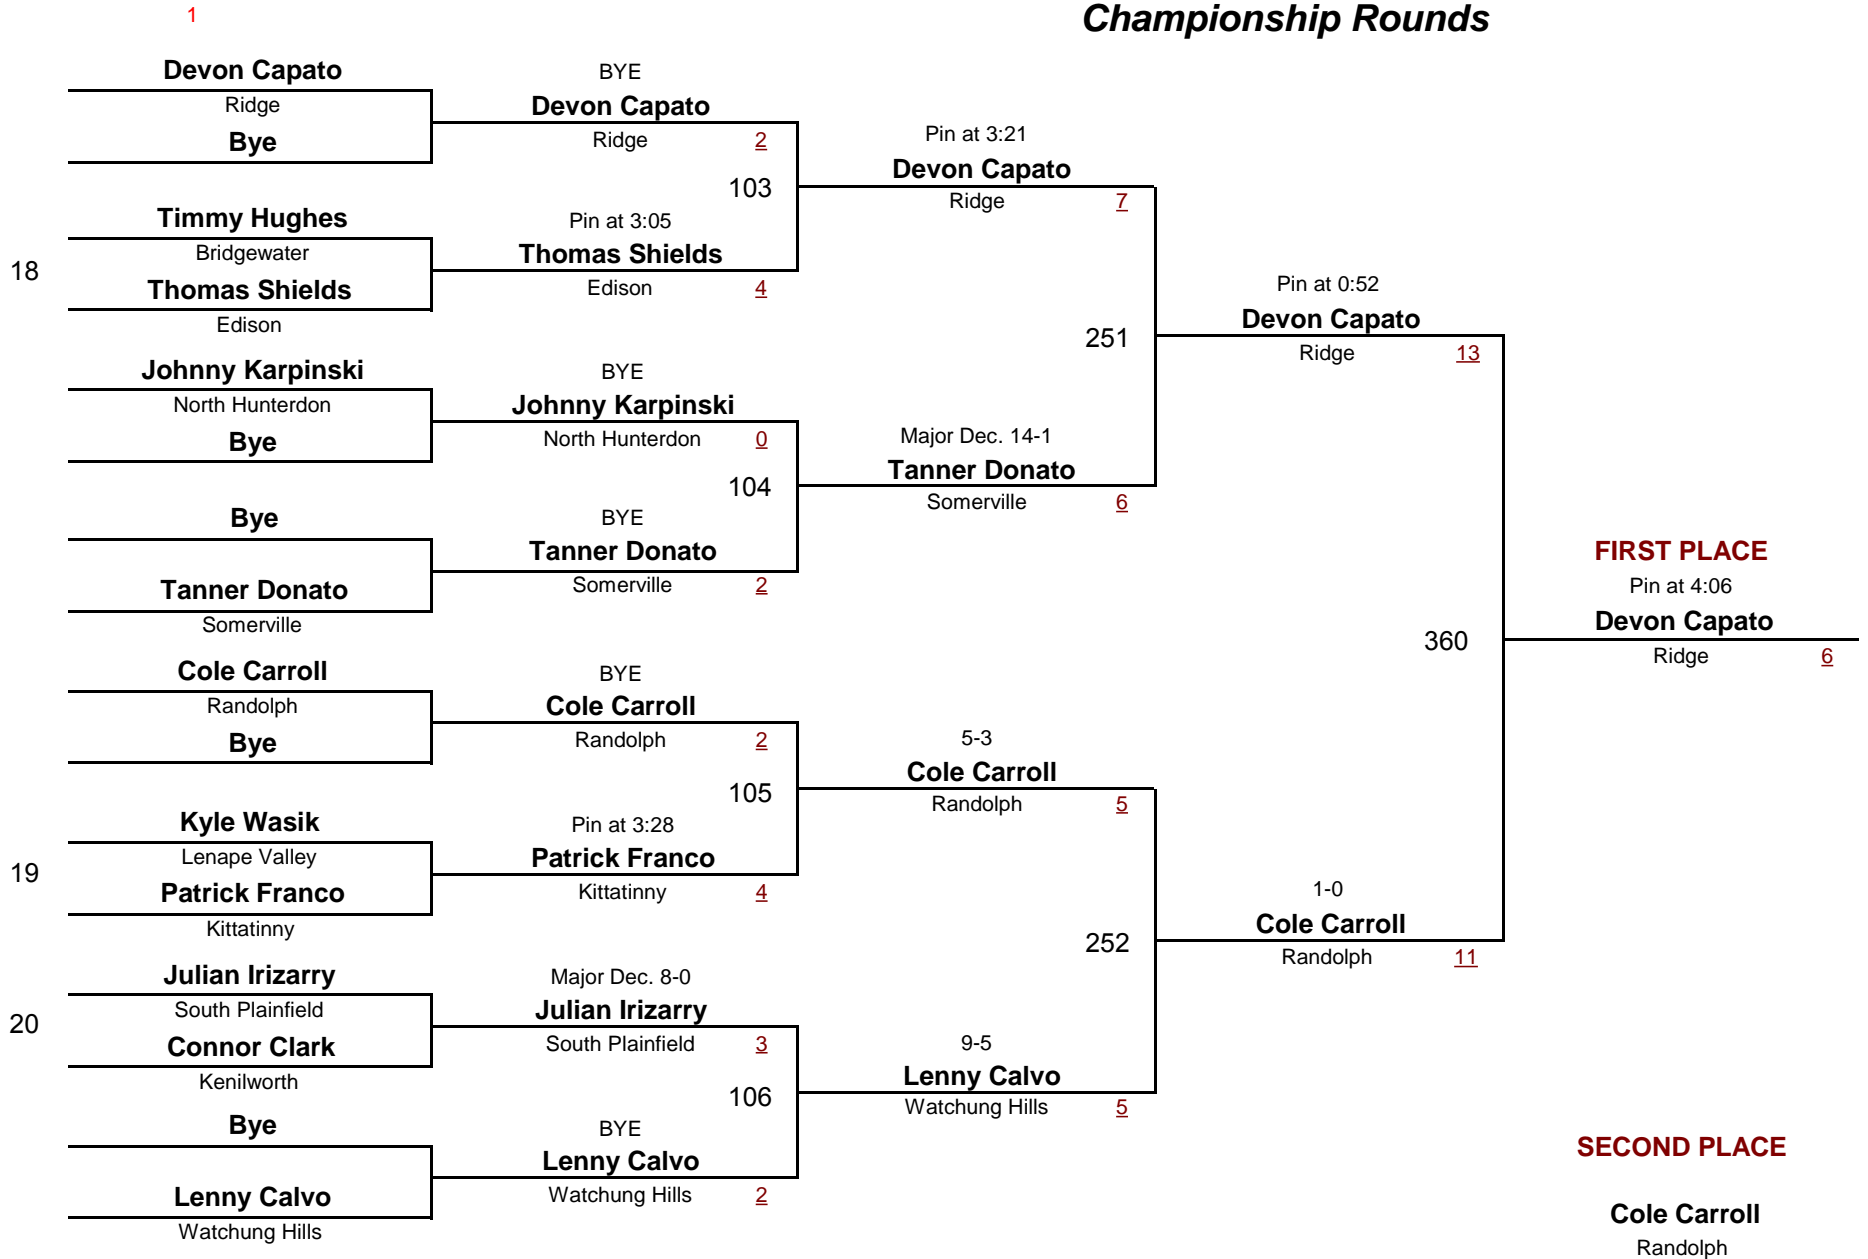 1
Championship Rounds
Devon Capato
Ridge
Bye
18
Timmy Hughes
Bridgewater
Thomas Shields
Edison
Johnny Karpinski
North Hunterdon
Bye
Bye
Tanner Donato
Somerville
Cole Carroll
Randolph
Bye
19
Kyle Wasik
Lenape Valley
Patrick Franco
Kittatinny
20
Julian Irizarry
South Plainfield
Connor Clark
Kenilworth
Bye
Lenny Calvo
Watchung Hills
BYE
Devon Capato
Ridge 2
103
Pin at 3:05
Thomas Shields
Edison 4
BYE
Johnny Karpinski
North Hunterdon 0
104
BYE
Tanner Donato
Somerville 2
BYE
Cole Carroll
Randolph 2
105
Pin at 3:28
Patrick Franco
Kittatinny 4
Major Dec. 8-0
Julian Irizarry
South Plainfield 3
106
BYE
Lenny Calvo
Watchung Hills 2
Pin at 3:21
Devon Capato
Ridge 7
251
Major Dec. 14-1
Tanner Donato
Somerville 6
5-3
Cole Carroll
Randolph 5
252
9-5
Lenny Calvo
Watchung Hills 5
Pin at 0:52
Devon Capato
Ridge 13
360
1-0
Cole Carroll
Randolph 11
FIRST PLACE
Pin at 4:06
Devon Capato
Ridge 6
SECOND PLACE
Cole Carroll
Randolph